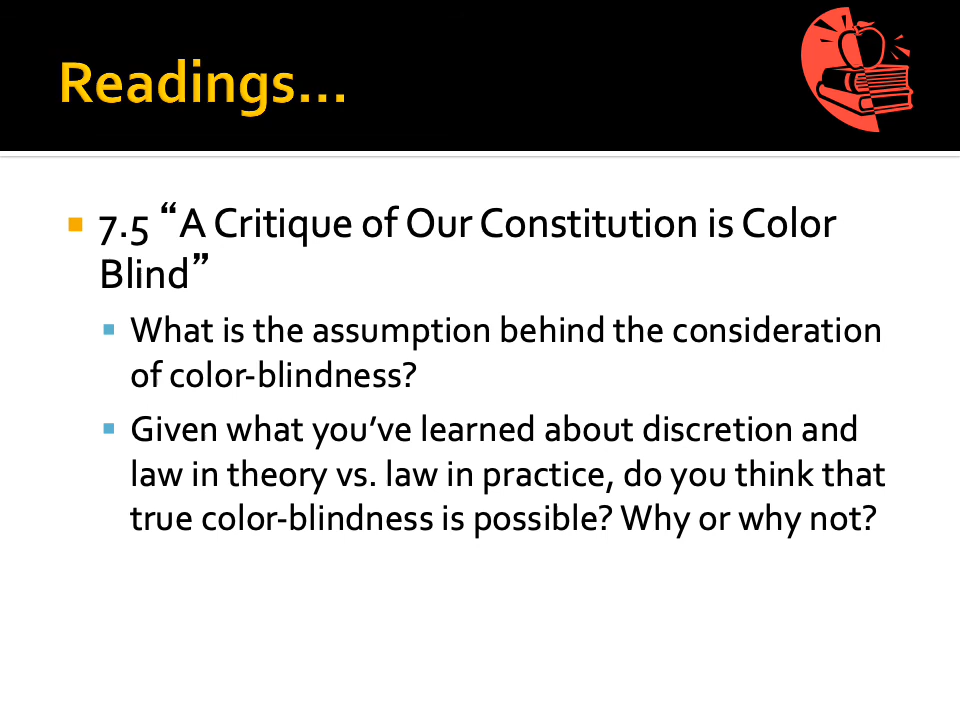 Readings...
7.5 “A Critique of Our Constitution is Color
Blind”
What is the assumption behind the consideration
of color-blindness?
Given what you’ve learned about discretion and
law in theory vs. law in practice, do you think that
true color-blindness is possible? Why or why not?